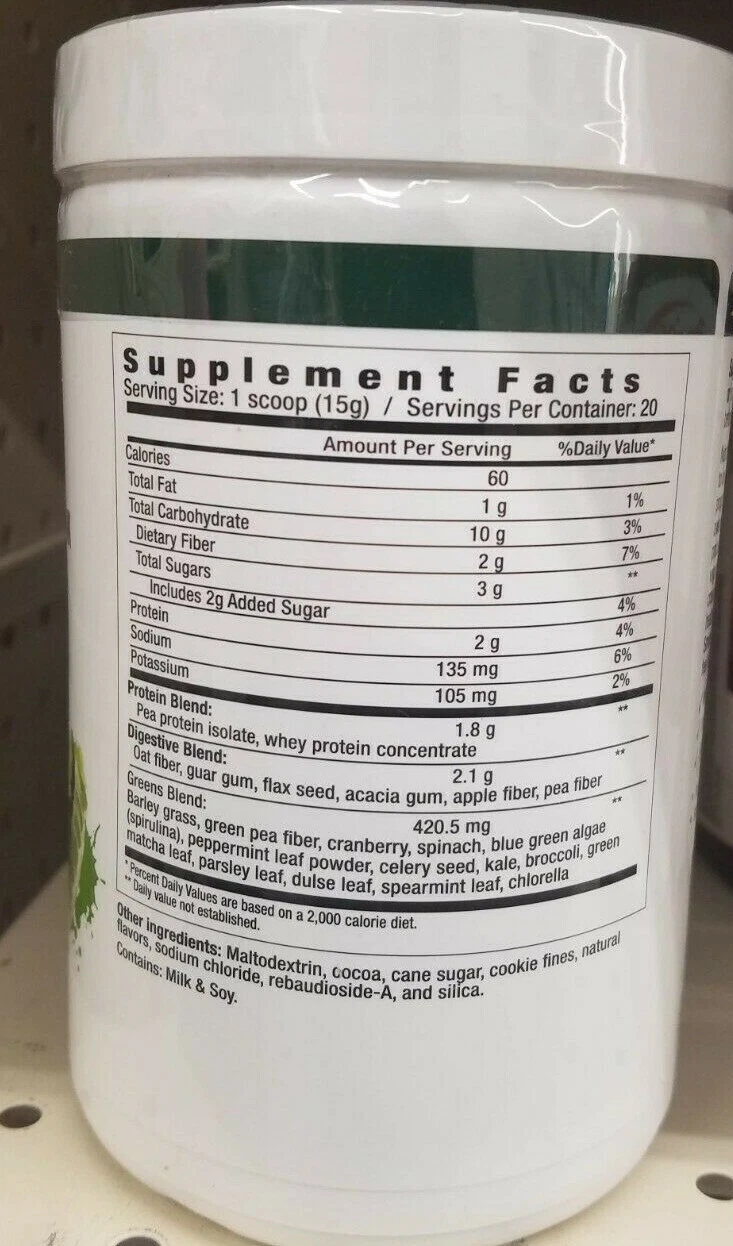 Supplement Facts
Serving Size: 1 scoop (15g) / Servings Per Container: 20
Amount Per Serving %Daily Value*
Calories 60
Total Fat 1 g 1%
Total Carbohydrate 10 g 3%
Dietary Fiber 2 g 7%
Total Sugars 3 g **
Includes 2g Added Sugar 4%
Protein 2 g 4%
Sodium 135 mg 6%
Potassium 105 mg 2%
Protein Blend: 1.8 g **
Pea protein isolate, whey protein concentrate
Digestive Blend: 2.1 g **
Oat fiber, guar gum, flax seed, acacia gum, apple fiber, pea fiber
Greens Blend: 420.5 mg **
Barley grass, green pea fiber, cranberry, spinach, blue green algae
(spirulina), peppermint leaf powder, celery seed, kale, broccoli, green
matcha leaf, parsley leaf, dulse leaf, spearmint leaf, chlorella
* Percent Daily Values are based on a 2,000 calorie diet.
** Daily value not established.
Other ingredients: Maltodextrin, cocoa, cane sugar, cookie fines, natural
flavors, sodium chloride, rebaudioside-A, and silica.
Contains: Milk & Soy.